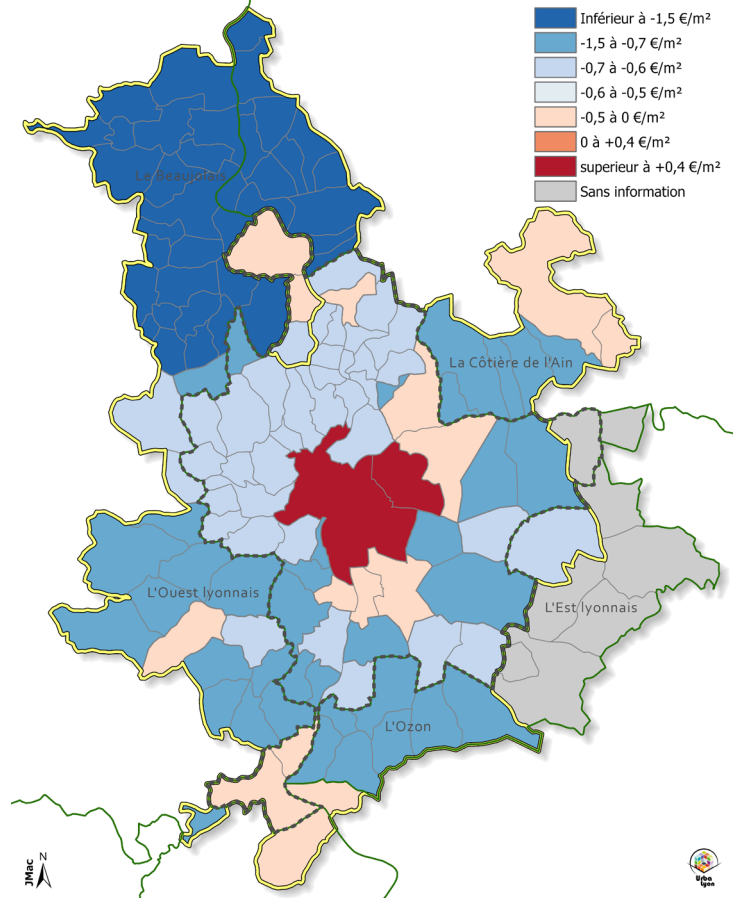 Inférieur à -1,5 €/m²
-1,5 à -0,7 €/m²
-0,7 à -0,6 €/m²
-0,6 à -0,5 €/m²
-0,5 à 0 €/m²
0 à +0,4 €/m²
superieur à +0,4 €/m²
Sans information
Le Beaujolais
La Côtière de l'Ain
L'Ouest lyonnais
L'Est lyonnais
L'Ozon
JMac
N
Urba
Lyon